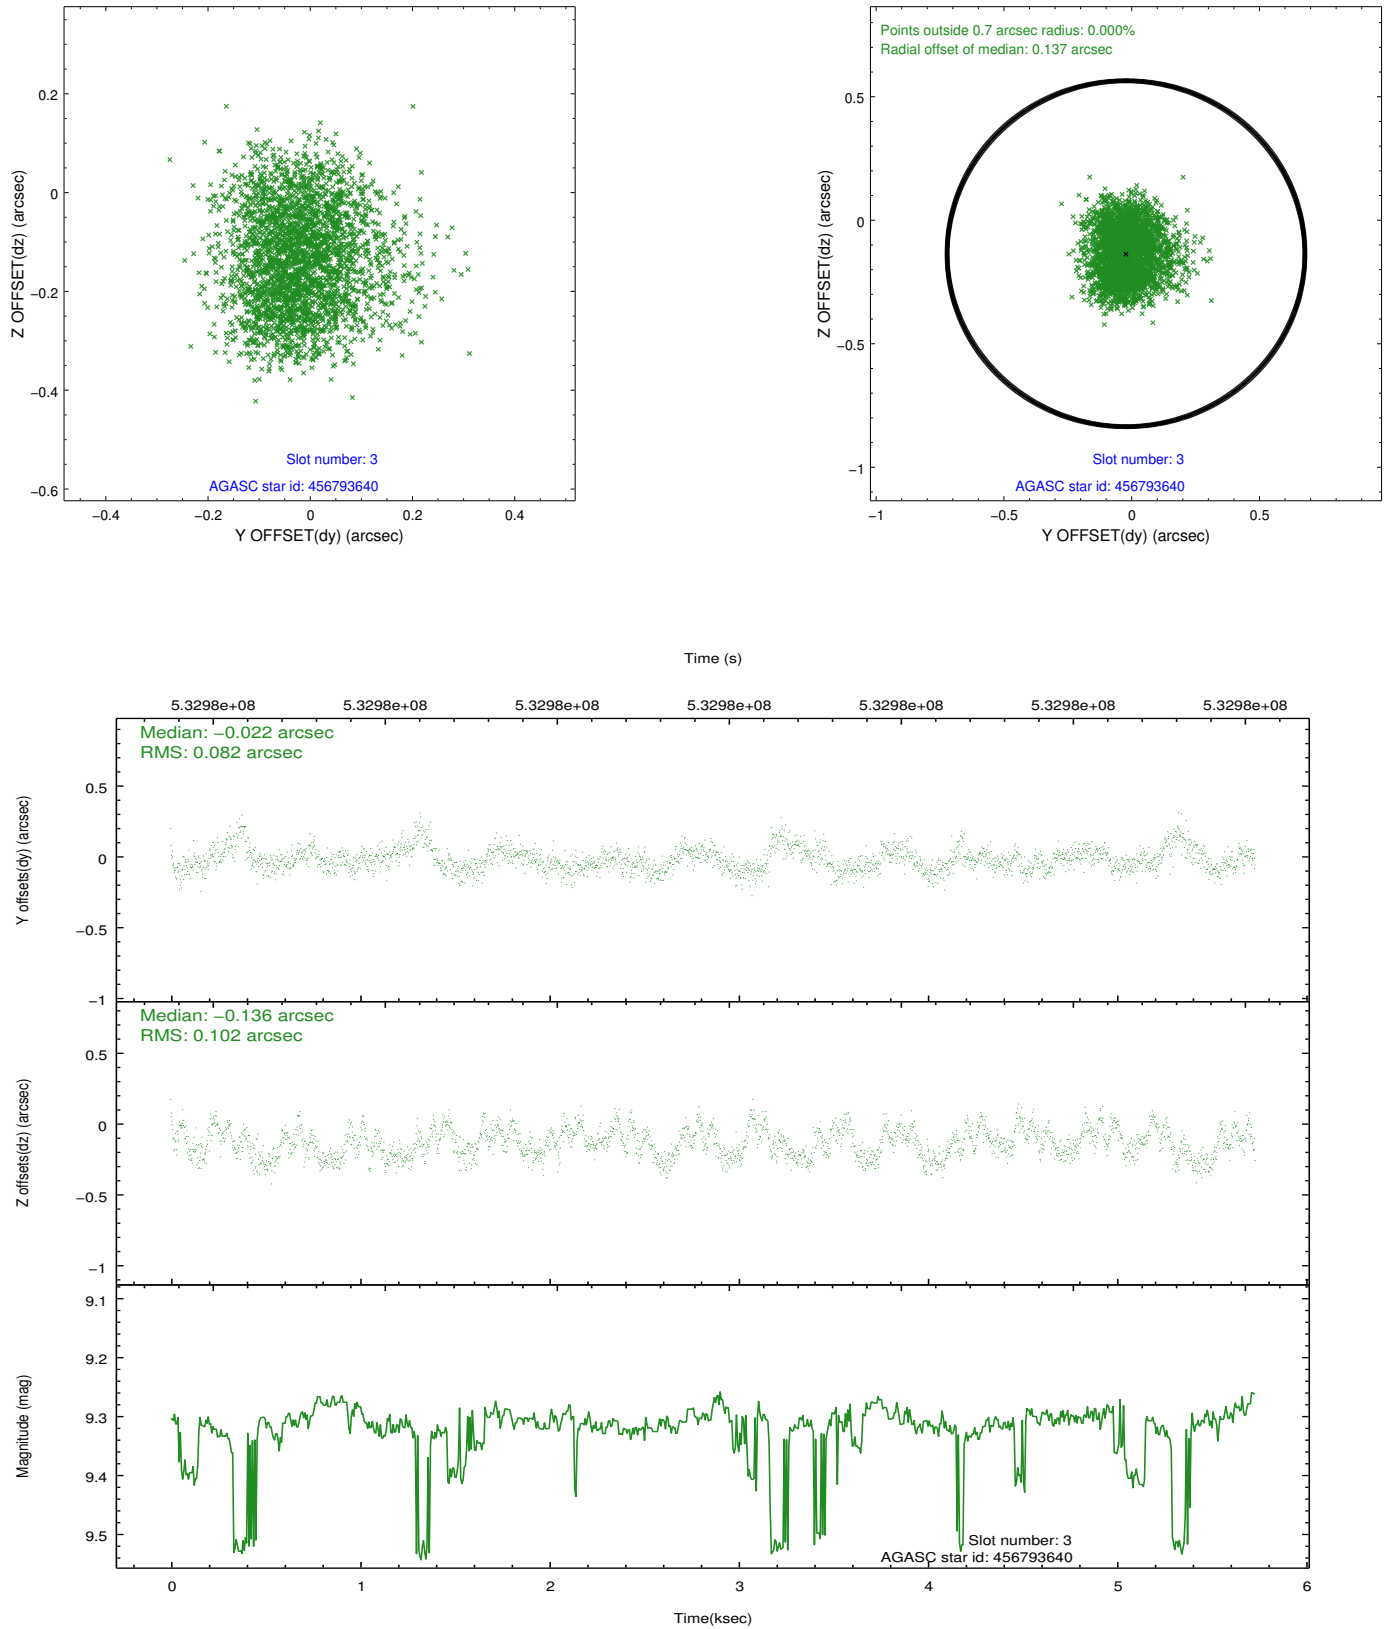 0.2
0
−0.2
−0.4
−0.6
Z OFFSET(dz) (arcsec)
Slot number: 3
AGASC star id: 456793640
−0.4
−0.2
0
0.2
0.4
Y OFFSET(dy) (arcsec)
Points outside 0.7 arcsec radius: 0.000%
Radial offset of median: 0.137 arcsec
0.5
0
−0.5
−1
Z OFFSET(dz) (arcsec)
Slot number: 3
AGASC star id: 456793640
−1
−0.5
0
0.5
Y OFFSET(dy) (arcsec)
Time (s)
5.3298e+08
5.3298e+08
5.3298e+08
5.3298e+08
5.3298e+08
5.3298e+08
5.3298e+08
Median: −0.022 arcsec
RMS: 0.082 arcsec
0.5
0
−0.5
−1
Y offsets(dy) (arcsec)
Median: −0.136 arcsec
RMS: 0.102 arcsec
0.5
0
−0.5
−1
Z offsets(dz) (arcsec)
9.1
9.2
9.3
9.4
9.5
Magnitude (mag)
Slot number: 3
AGASC star id: 456793640
0
1
2
3
4
5
6
Time(ksec)